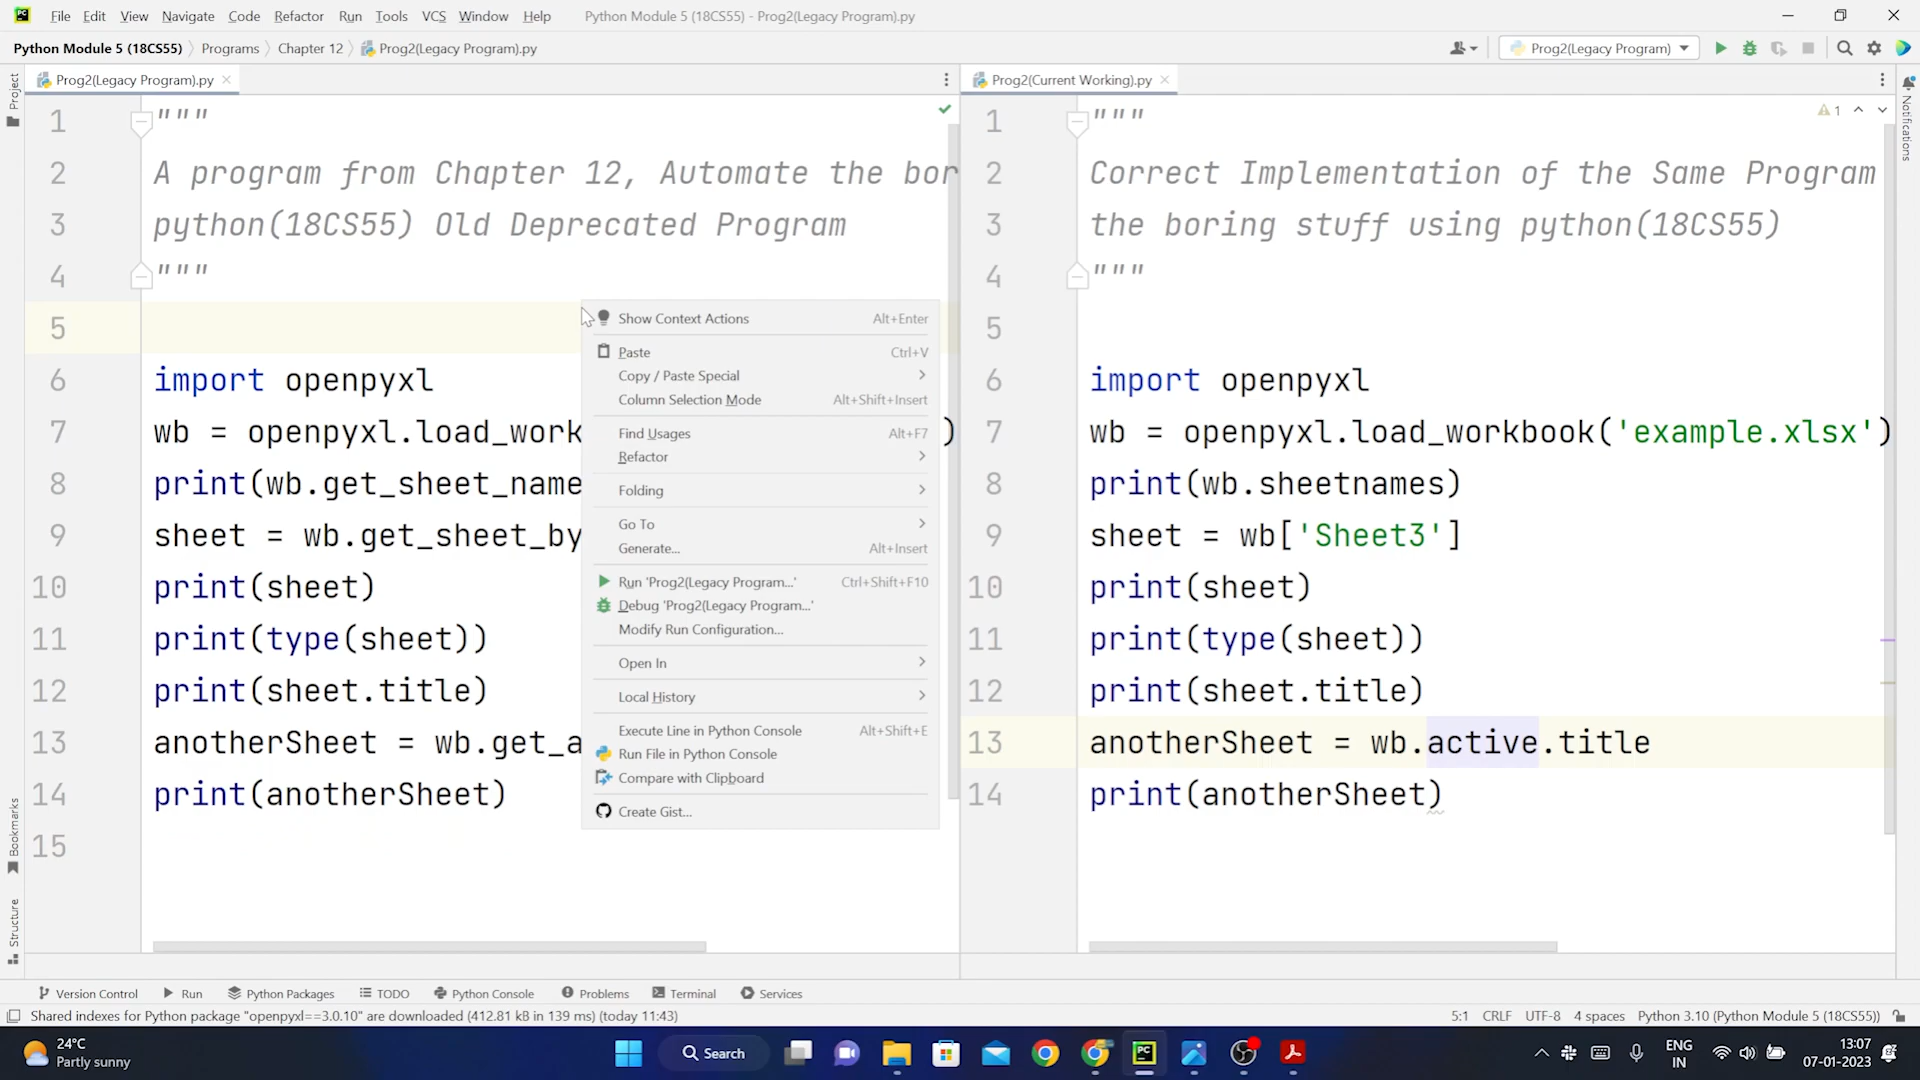 File Edit View Navigate Code Refactor Run Tools VCS Window Help Python Module 5 (18CS55) - Prog2(Legacy Program).py
Python Module 5 (18CS55) Programs Chapter 12 Prog2(Legacy Program).py Prog2(Legacy Program)
Project
Bookmarks
Structure
Notifications
Prog2(Legacy Program).py
1 """
2 A program from Chapter 12, Automate the bor
3 python(18CS55) Old Deprecated Program
4 """
5
6 import openpyxl
7 wb = openpyxl.load_work )
8 print(wb.get_sheet_name
9 sheet = wb.get_sheet_by
10 print(sheet)
11 print(type(sheet))
12 print(sheet.title)
13 anotherSheet = wb.get_a
14 print(anotherSheet)
15
Show Context Actions Alt+Enter
Paste Ctrl+V
Copy / Paste Special
Column Selection Mode Alt+Shift+Insert
Find Usages Alt+F7
Refactor
Folding
Go To
Generate... Alt+Insert
Run 'Prog2(Legacy Program...' Ctrl+Shift+F10
Debug 'Prog2(Legacy Program...'
Modify Run Configuration...
Open In
Local History
Execute Line in Python Console Alt+Shift+E
Run File in Python Console
Compare with Clipboard
Create Gist...
Prog2(Current Working).py
1
1 """
2 Correct Implementation of the Same Program
3 the boring stuff using python(18CS55)
4 """
5
6 import openpyxl
7 wb = openpyxl.load_workbook('example.xlsx')
8 print(wb.sheetnames)
9 sheet = wb['Sheet3']
10 print(sheet)
11 print(type(sheet))
12 print(sheet.title)
13 anotherSheet = wb.active.title
14 print(anotherSheet)
Version Control Run Python Packages TODO Python Console Problems Terminal Services
Shared indexes for Python package "openpyxl==3.0.10" are downloaded (412.81 kB in 139 ms) (today 11:43) 5:1 CRLF UTF-8 4 spaces Python 3.10 (Python Module 5 (18CS55))
24°C
Partly sunny
Search
ENG
IN
13:07
07-01-2023